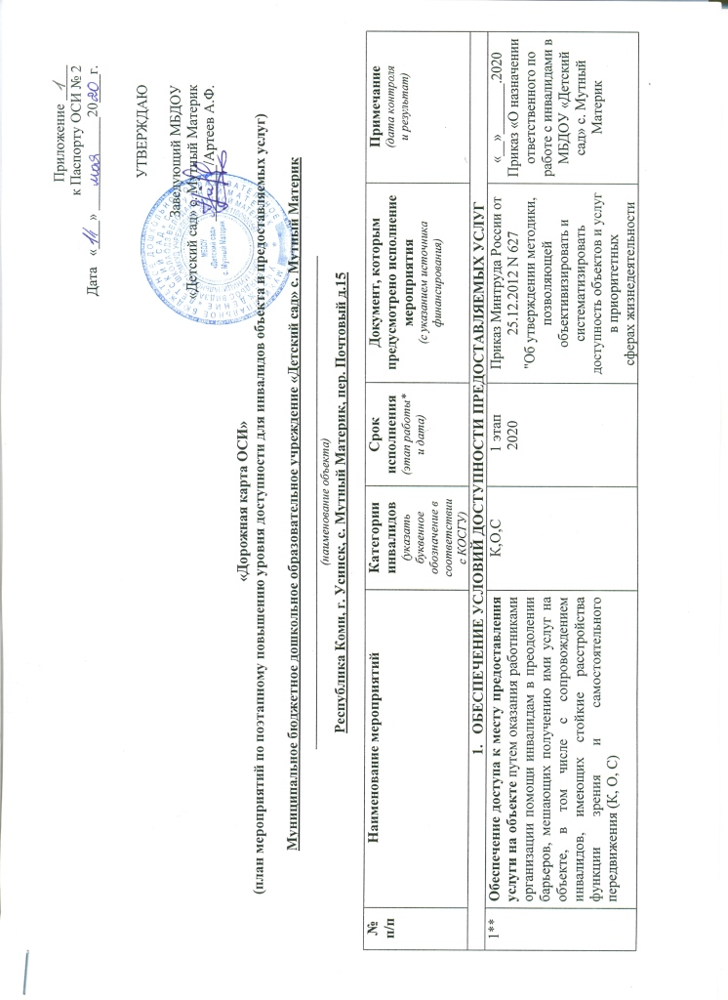 Приложение 1
к Паспорту ОСИ № 2
Дата « 14 » мая 2020 г.
УТВЕРЖДАЮ
Заведующий МБДОУ
«Детский сад» с. Мутный Материк
/Артеев А.Ф.
«Дорожная карта ОСИ»
(план мероприятий по поэтапному повышению уровня доступности для инвалидов объекта и предоставляемых услуг)
Муниципальное бюджетное дошкольное образовательное учреждение «Детский сад» с. Мутный Материк
(наименование объекта)
Республика Коми, г. Усинск, с. Мутный Материк, пер. Почтовый д.15
№
п/п
Наименование мероприятий
Категории
инвалидов
(указать
буквенное
обозначение в
соответствии
с КОСГУ)
Срок
исполнения
(этап работы*
и дата)
Документ, которым
предусмотрено исполнение
мероприятия
(с указанием источника
финансирования)
Примечание
(дата контроля
и результат)
1. ОБЕСПЕЧЕНИЕ УСЛОВИЙ ДОСТУПНОСТИ ПРЕДОСТАВЛЯЕМЫХ УСЛУГ
1**
Обеспечение доступа к месту предоставления
услуги на объекте путем оказания работниками
организации помощи инвалидам в преодолении
барьеров, мешающих получению ими услуг на
объекте, в том числе с сопровождением
инвалидов, имеющих стойкие расстройства
функции зрения и самостоятельного
передвижения (К, О, С)
К,О,С
1 этап
2020
Приказ Минтруда России от
25.12.2012 N 627
"Об утверждении методики,
позволяющей
объективизировать и
систематизировать
доступность объектов и услуг
в приоритетных
сферах жизнедеятельности
«___»______.2020
Приказ «О назначении
ответственного по
работе с инвалидами в
МБДОУ «Детский
сад» с. Мутный
Материк